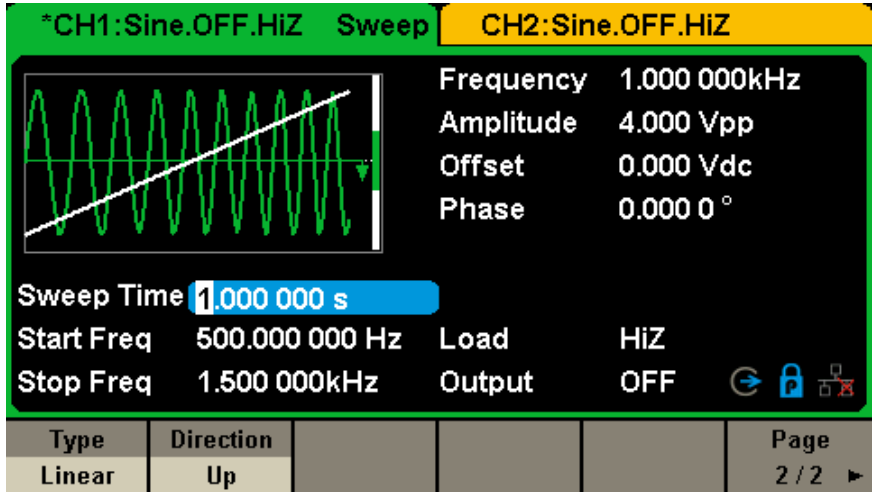 *CH1:Sine.OFF.HiZ Sweep CH2:Sine.OFF.HiZ
Frequency 1.000 000kHz
Amplitude 4.000 Vpp
Offset 0.000 Vdc
Phase 0.000 0 °
Sweep Time 1.000 000 s
Start Freq 500.000 000 Hz Load HiZ
Stop Freq 1.500 000kHz Output OFF P
Type Direction Page
Linear Up 2/2 ►